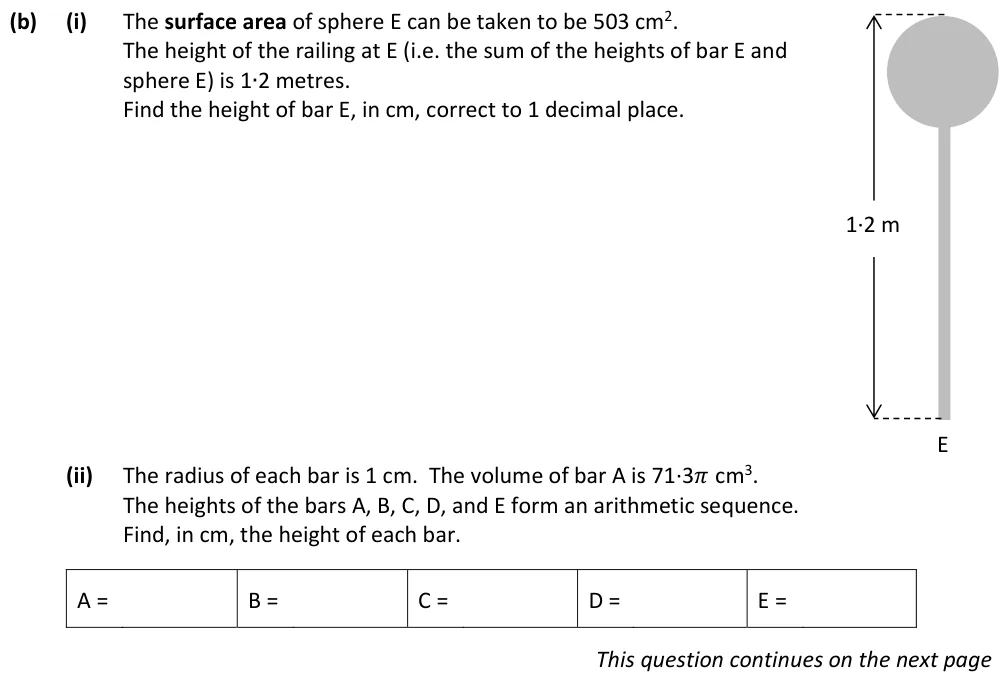 (b) (i) The surface area of sphere E can be taken to be 503 cm².
The height of the railing at E (i.e. the sum of the heights of bar E and
sphere E) is 1·2 metres.
Find the height of bar E, in cm, correct to 1 decimal place.
1·2 m
E
(ii) The radius of each bar is 1 cm. The volume of bar A is 71·3π cm³.
The heights of the bars A, B, C, D, and E form an arithmetic sequence.
Find, in cm, the height of each bar.
A = B = C = D = E =
This question continues on the next page